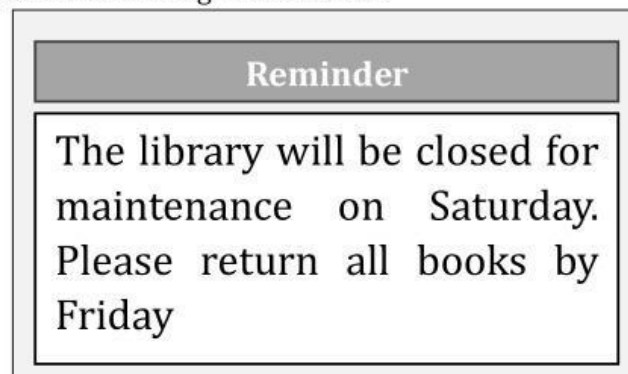 Reminder
The library will be closed for
maintenance on Saturday.
Please return all books by
Friday